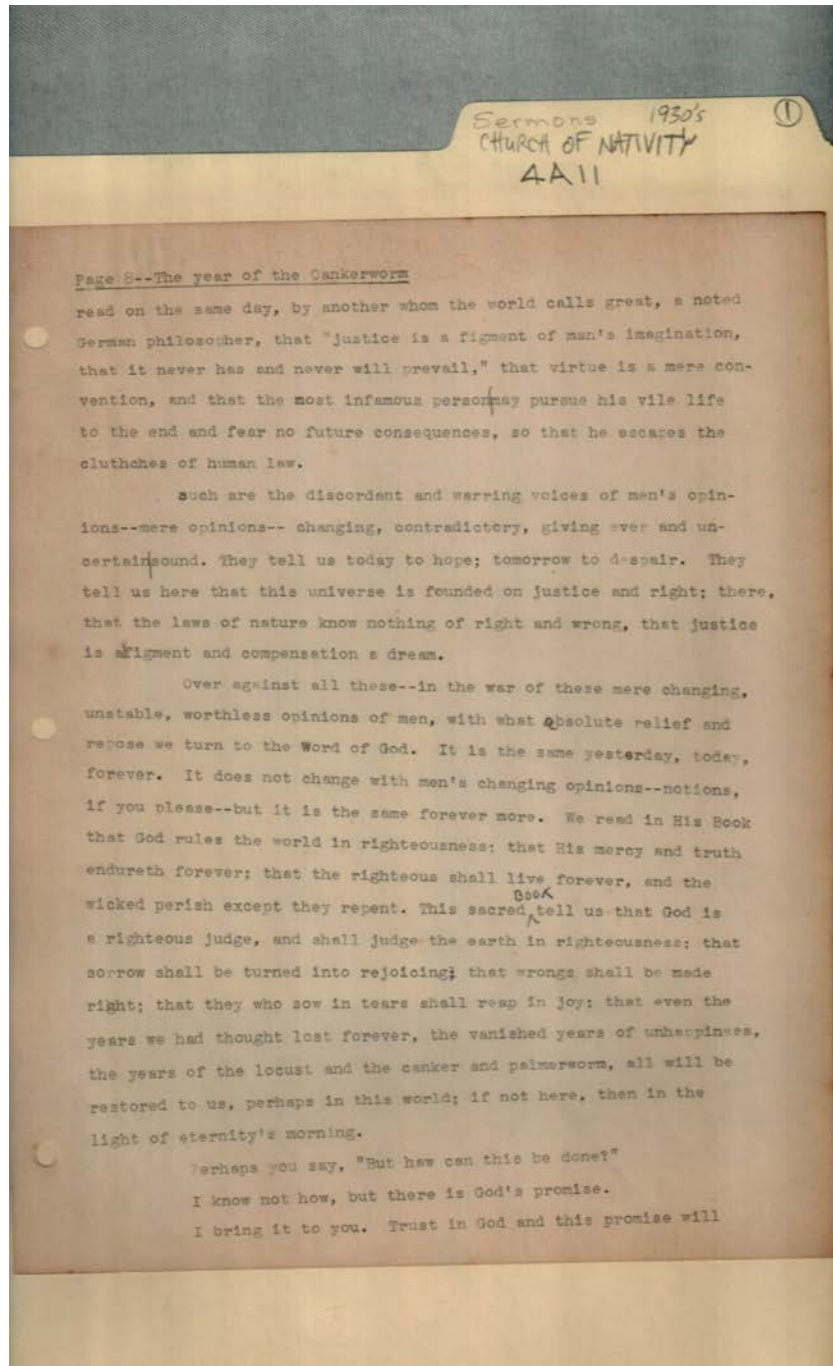 Sermons 1930's ①
CHURCH OF NATIVITY
4A11
Page 8--The year of the Cankerworm
read on the same day, by another whom the world calls great, a noted
German philosopher, that "justice is a figment of man's imagination,
that it never has and never will prevail," that virtue is a mere con-
vention, and that the most infamous person|may pursue his vile life
to the end and fear no future consequences, so that he escapes the
cluthches of human law.
such are the discordant and warring voices of men's opin-
ions--mere opinions-- changing, contradictory, giving ever and un-
certain|sound. They tell us today to hope; tomorrow to despair. They
tell us here that this universe is founded on justice and right; there,
that the laws of nature know nothing of right and wrong, that justice
is a figment and compensation a dream.
Over against all these--in the war of these mere changing,
unstable, worthless opinions of men, with what absolute relief and
repose we turn to the Word of God. It is the same yesterday, today,
forever. It does not change with men's changing opinions--notions,
if you please--but it is the same forever more. We read in His Book
that God rules the world in righteousness; that His mercy and truth
endureth forever; that the righteous shall live forever, and the
wicked perish except they repent. This sacred Book tell us that God is
a righteous judge, and shall judge the earth in righteousness; that
sorrow shall be turned into rejoicing; that wrongs shall be made
right; that they who sow in tears shall reap in joy; that even the
years we had thought lost forever, the vanished years of unhappiness,
the years of the locust and the canker and palmerworm, all will be
restored to us, perhaps in this world; if not here, then in the
light of eternity's morning.
Perhaps you say, "But haw can this be done?"
I know not how, but there is God's promise.
I bring it to you. Trust in God and this promise will